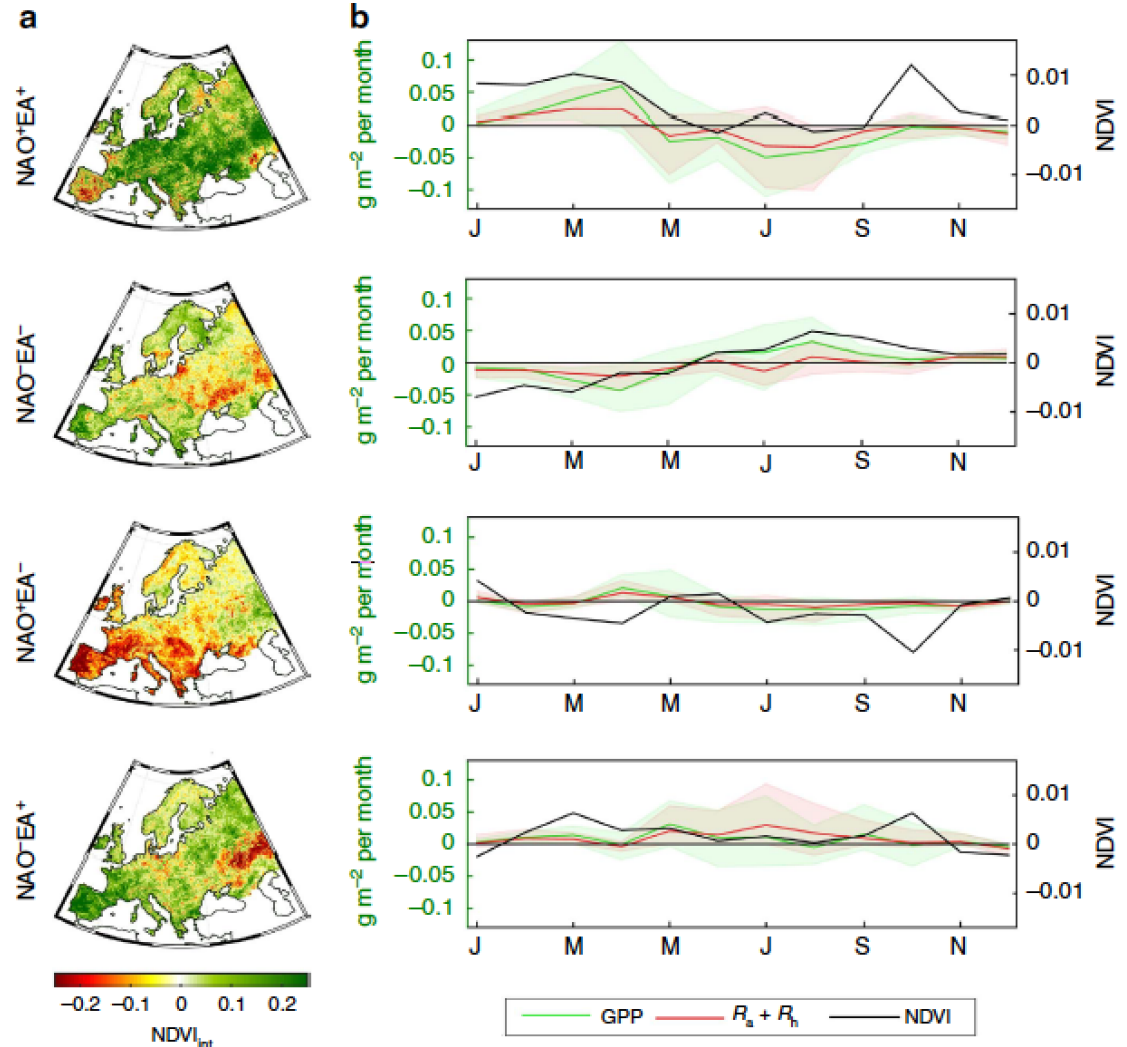 a
b
NAO⁺EA⁺
g m⁻² per month
0.1
0.05
0
−0.05
−0.1
0.01
0
−0.01
NDVI
J M M J S N
NAO⁻EA⁻
g m⁻² per month
0.1
0.05
0
−0.05
−0.1
0.01
0
−0.01
NDVI
J M M J S N
NAO⁺EA⁻
g m⁻² per month
0.1
0.05
0
−0.05
−0.1
0.01
0
−0.01
NDVI
J M M J S N
NAO⁻EA⁺
g m⁻² per month
0.1
0.05
0
−0.05
−0.1
0.01
0
−0.01
NDVI
J M M J S N
−0.2 −0.1 0 0.1 0.2
NDVI_int
GPP Rₐ + Rₕ NDVI